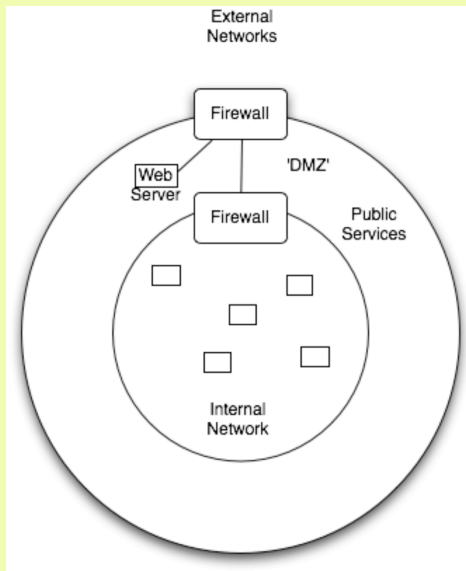 External
Networks
Firewall
Web
Server
'DMZ'
Firewall
Public
Services
Internal
Network